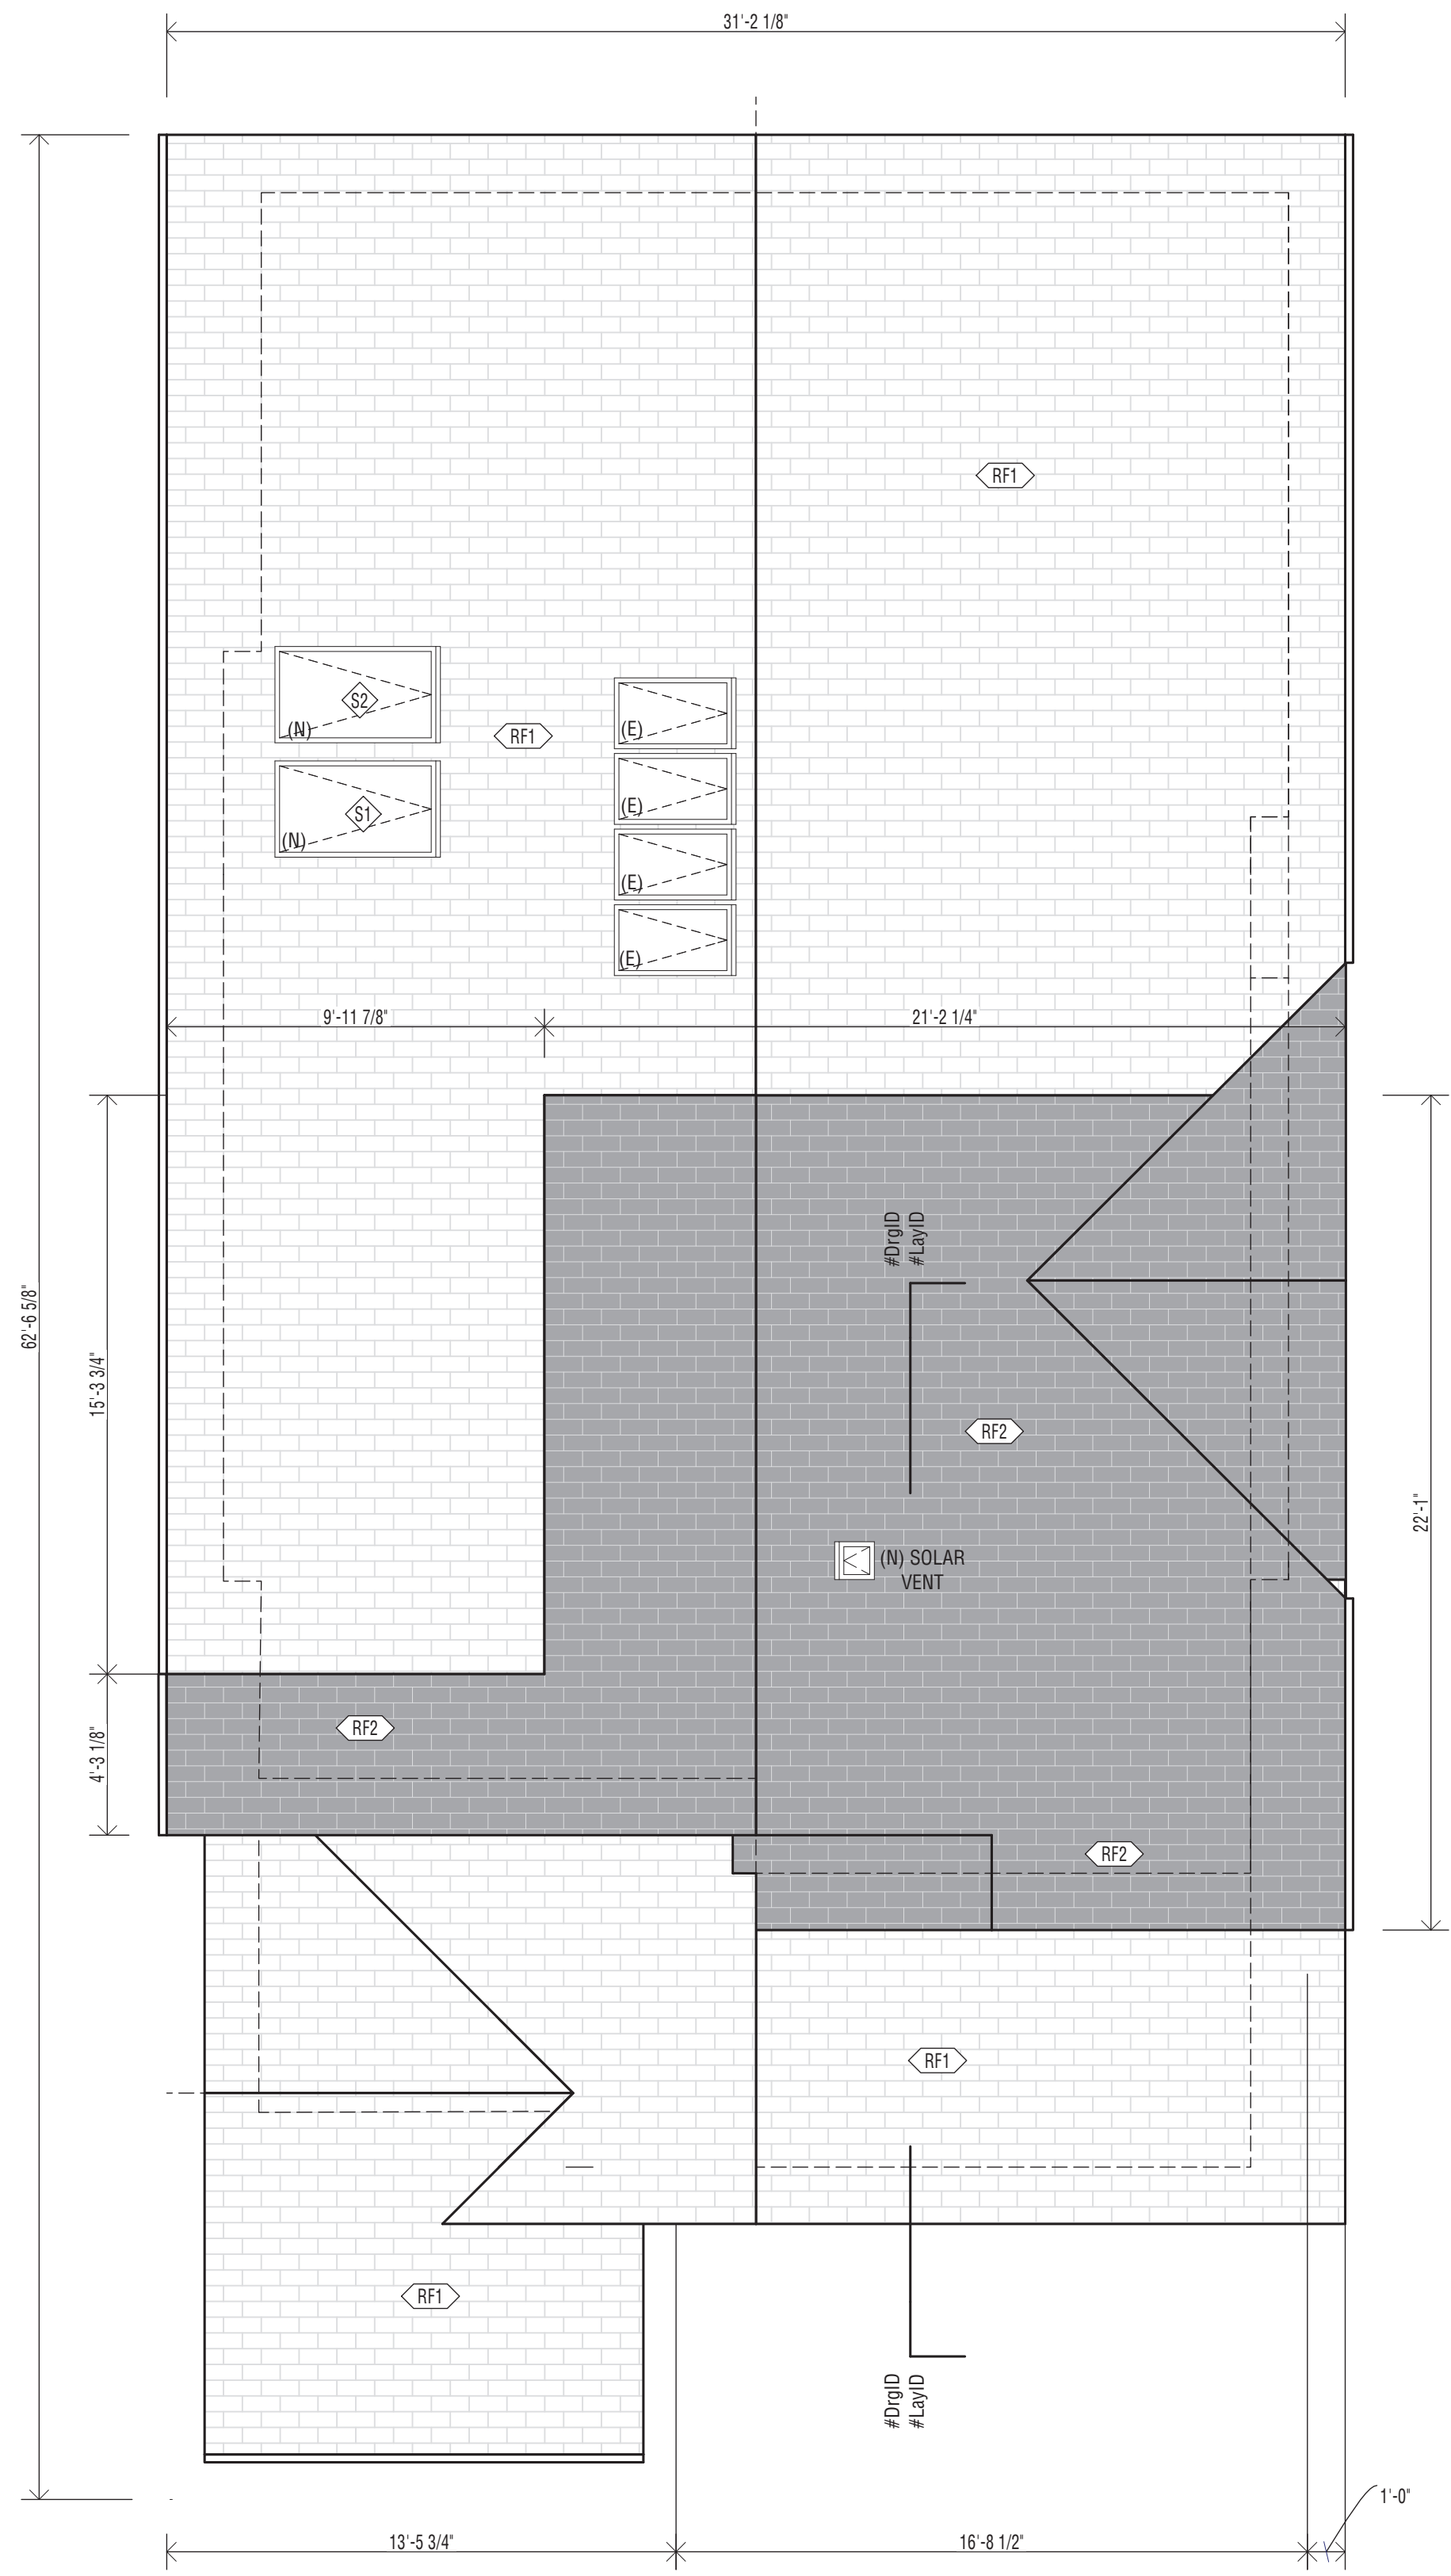 31'-2 1/8"
RF1
S2
(N)
RF1
(E)
S1
(N)
(E)
(E)
(E)
9'-11 7/8"
21'-2 1/4"
#DrgID
#LayID
62'-6 5/8"
15'-3 3/4"
RF2
22'-1"
(N) SOLAR
VENT
RF2
4'-3 1/8"
RF2
RF1
RF1
#DrgID
#LayID
1'-0"
13'-5 3/4"
16'-8 1/2"